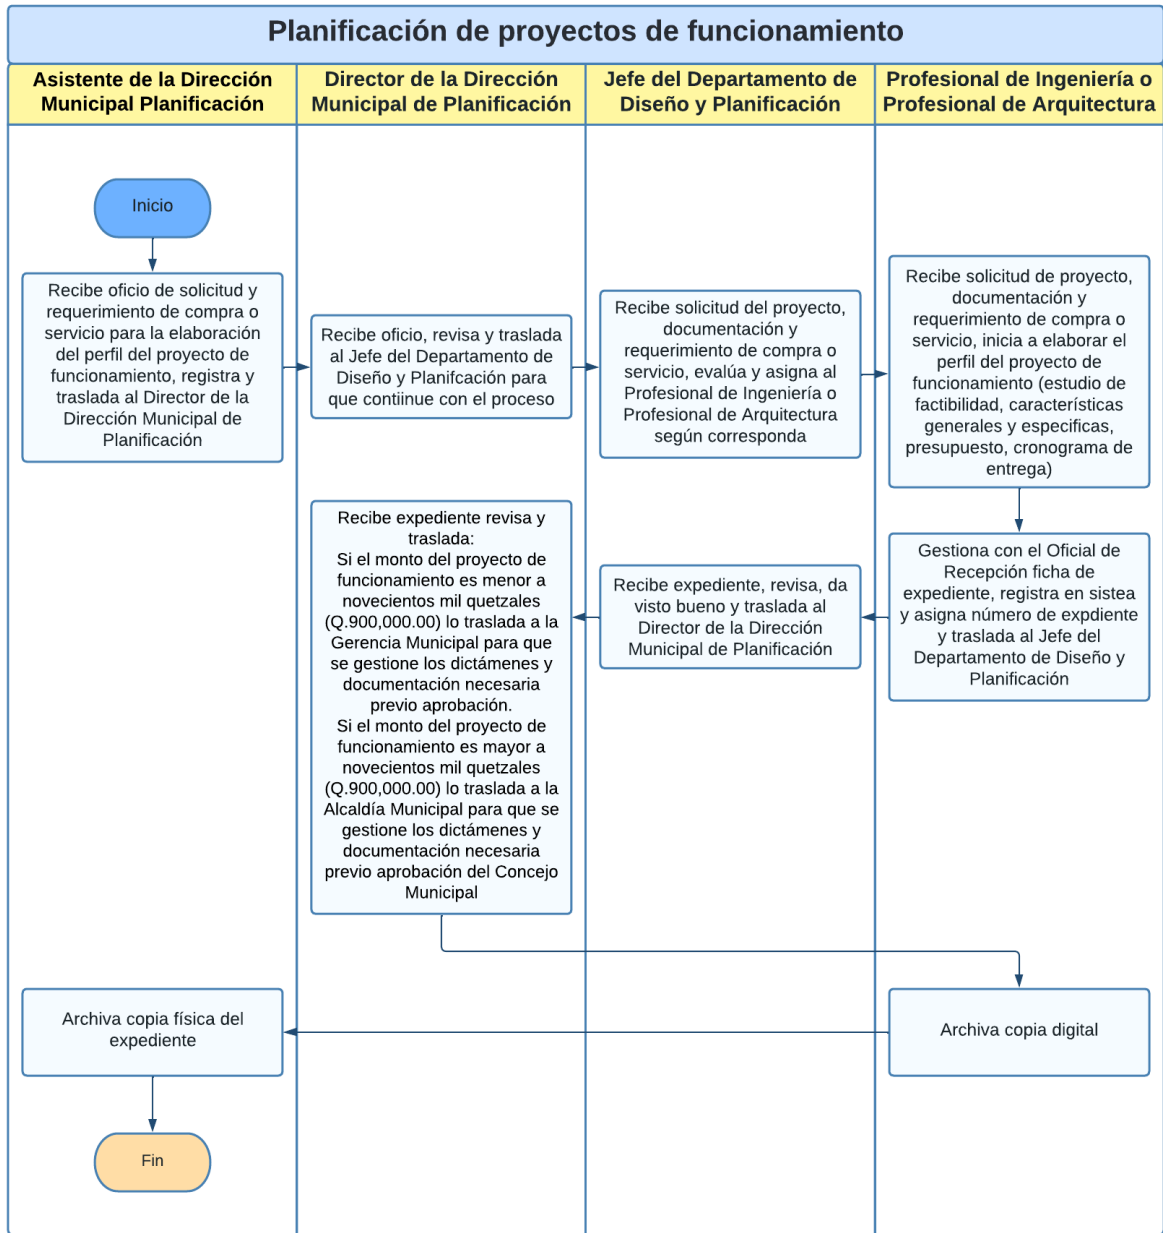 Planificación de proyectos de funcionamiento
Asistente de la Dirección
Municipal Planificación
Director de la Dirección
Municipal de Planificación
Jefe del Departamento de
Diseño y Planificación
Profesional de Ingeniería o
Profesional de Arquitectura
Inicio
Recibe oficio de solicitud y
requerimiento de compra o
servicio para la elaboración
del perfil del proyecto de
funcionamiento, registra y
traslada al Director de la
Dirección Municipal de
Planificación
Recibe oficio, revisa y traslada
al Jefe del Departamento de
Diseño y Planifcación para
que contiinue con el proceso
Recibe solicitud del proyecto,
documentación y
requerimiento de compra o
servicio, evalúa y asigna al
Profesional de Ingeniería o
Profesional de Arquitectura
según corresponda
Recibe solicitud de proyecto,
documentación y
requerimiento de compra o
servicio, inicia a elaborar el
perfil del proyecto de
funcionamiento (estudio de
factibilidad, características
generales y especificas,
presupuesto, cronograma de
entrega)
Gestiona con el Oficial de
Recepción ficha de
expediente, registra en sistea
y asigna número de expdiente
y traslada al Jefe del
Departamento de Diseño y
Planificación
Recibe expediente, revisa, da
visto bueno y traslada al
Director de la Dirección
Municipal de Planificación
Recibe expediente revisa y
traslada:
Si el monto del proyecto de
funcionamiento es menor a
novecientos mil quetzales
(Q.900,000.00) lo traslada a la
Gerencia Municipal para que
se gestione los dictámenes y
documentación necesaria
previo aprobación.
Si el monto del proyecto de
funcionamiento es mayor a
novecientos mil quetzales
(Q.900,000.00) lo traslada a la
Alcaldía Municipal para que se
gestione los dictámenes y
documentación necesaria
previo aprobación del Concejo
Municipal
Archiva copia digital
Archiva copia física del
expediente
Fin